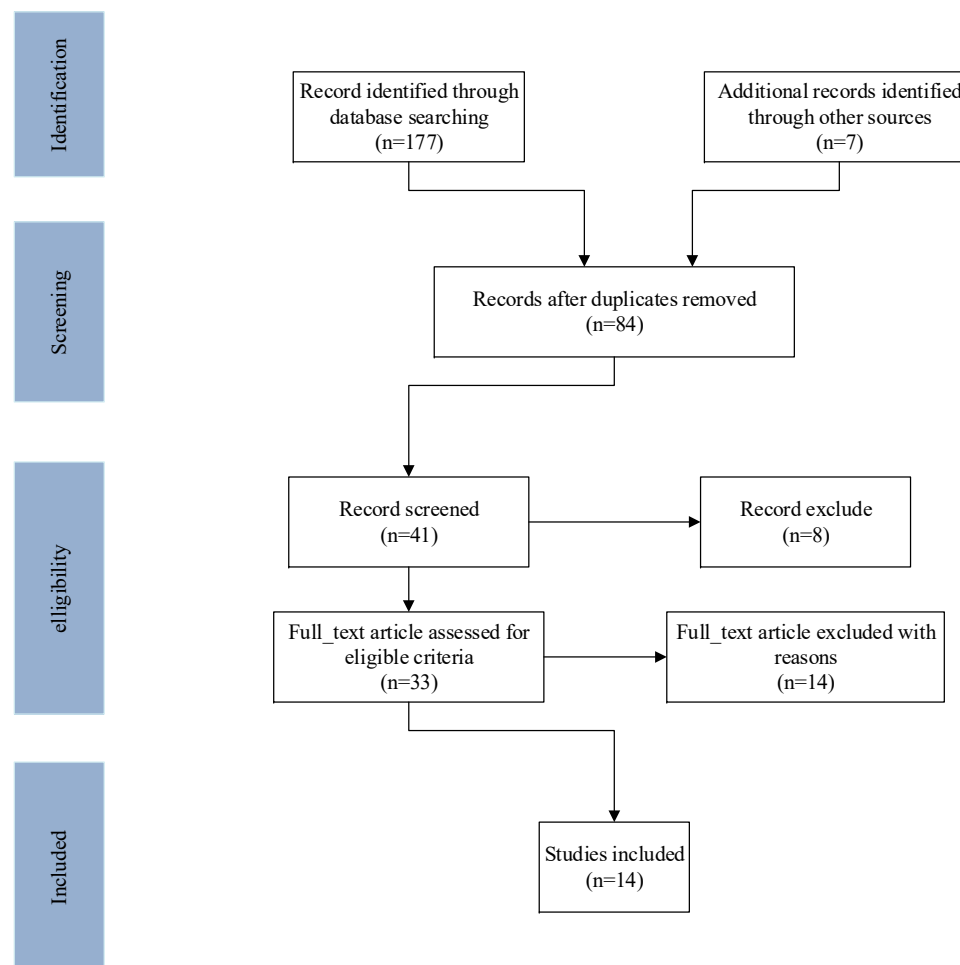 Identification
Record identified through
database searching
(n=177)
Additional records identified
through other sources
(n=7)
Screening
Records after duplicates removed
(n=84)
elligibility
Record screened
(n=41)
Record exclude
(n=8)
Full_text article assessed for
eligible criteria
(n=33)
Full_text article excluded with
reasons
(n=14)
Included
Studies included
(n=14)